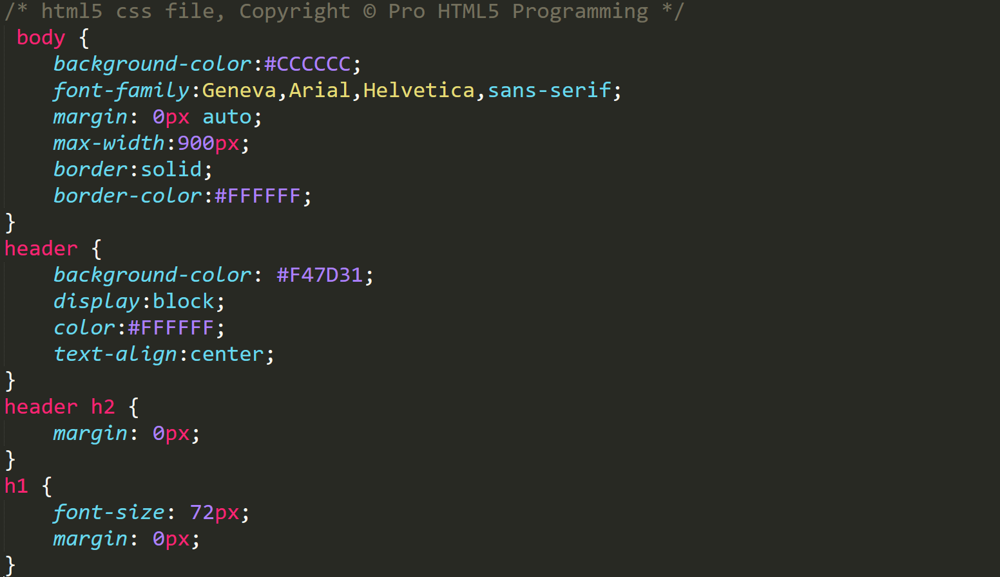 /* html5 css file, Copyright © Pro HTML5 Programming */
 body {
    background-color:#CCCCCC;
    font-family:Geneva,Arial,Helvetica,sans-serif;
    margin: 0px auto;
    max-width:900px;
    border:solid;
    border-color:#FFFFFF;
}
header {
    background-color: #F47D31;
    display:block;
    color:#FFFFFF;
    text-align:center;
}
header h2 {
    margin: 0px;
}
h1 {
    font-size: 72px;
    margin: 0px;
}